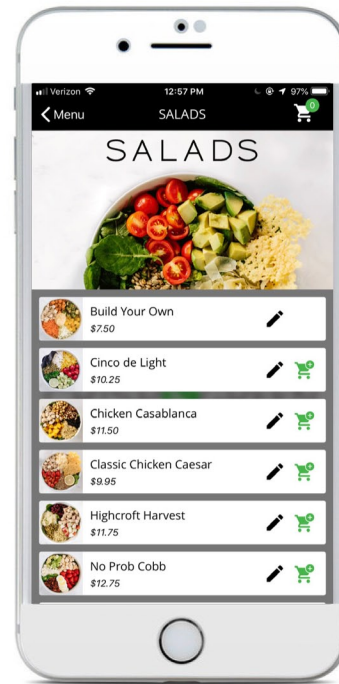 Verizon 12:57 PM 97%
Menu SALADS 0
SALADS
Build Your Own
$7.50
Cinco de Light
$10.25
Chicken Casablanca
$11.50
Classic Chicken Caesar
$9.95
Highcroft Harvest
$11.75
No Prob Cobb
$12.75